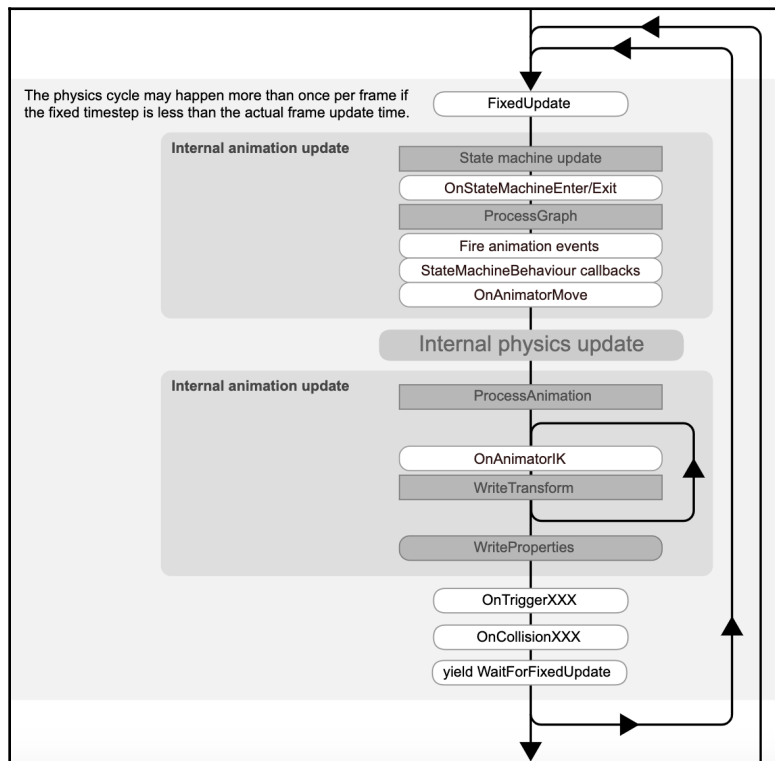 The physics cycle may happen more than once per frame if
the fixed timestep is less than the actual frame update time.
FixedUpdate
Internal animation update
State machine update
OnStateMachineEnter/Exit
ProcessGraph
Fire animation events
StateMachineBehaviour callbacks
OnAnimatorMove
Internal physics update
Internal animation update
ProcessAnimation
OnAnimatorIK
WriteTransform
WriteProperties
OnTriggerXXX
OnCollisionXXX
yield WaitForFixedUpdate